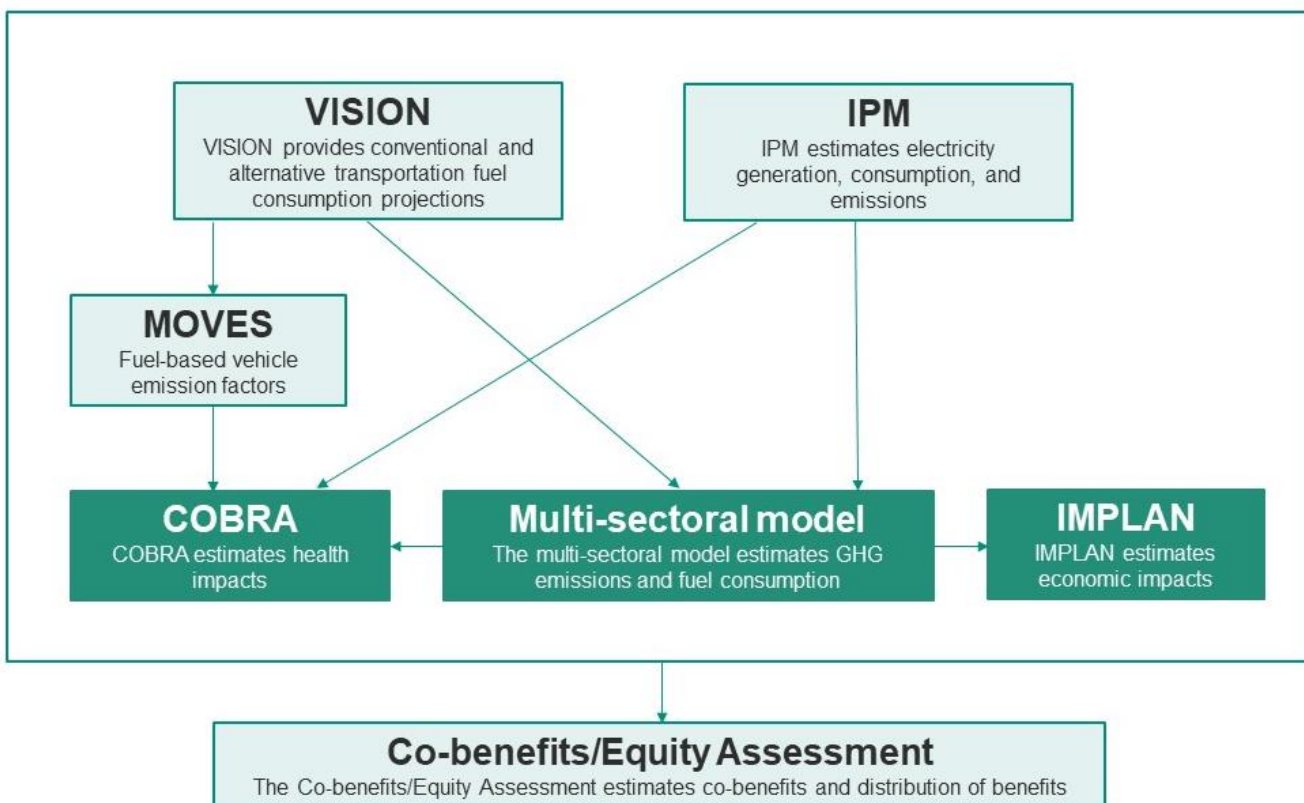 VISION
VISION provides conventional and
alternative transportation fuel
consumption projections
IPM
IPM estimates electricity
generation, consumption, and
emissions
MOVES
Fuel-based vehicle
emission factors
COBRA
COBRA estimates health
impacts
Multi-sectoral model
The multi-sectoral model estimates GHG
emissions and fuel consumption
IMPLAN
IMPLAN estimates
economic impacts
Co-benefits/Equity Assessment
The Co-benefits/Equity Assessment estimates co-benefits and distribution of benefits